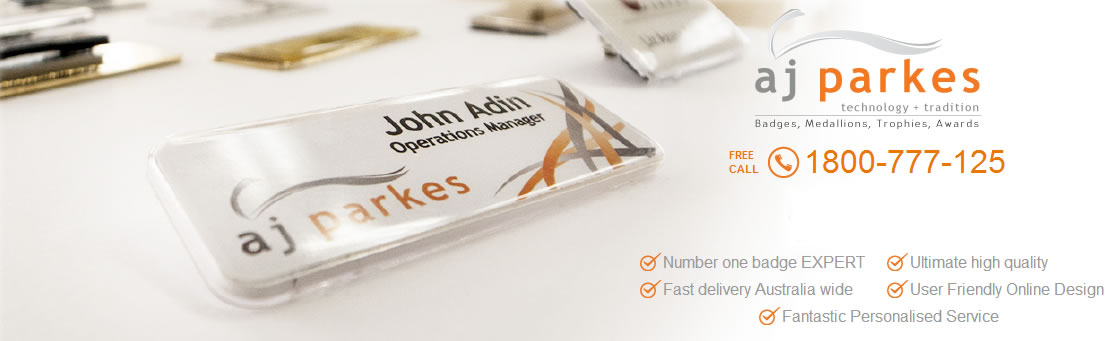 John Adin
Operations Manager
aj parkes
aj parkes
technology + tradition
Badges, Medallions, Trophies, Awards
FREE
CALL
1800-777-125
Number one badge EXPERT
Ultimate high quality
Fast delivery Australia wide
User Friendly Online Design
Fantastic Personalised Service